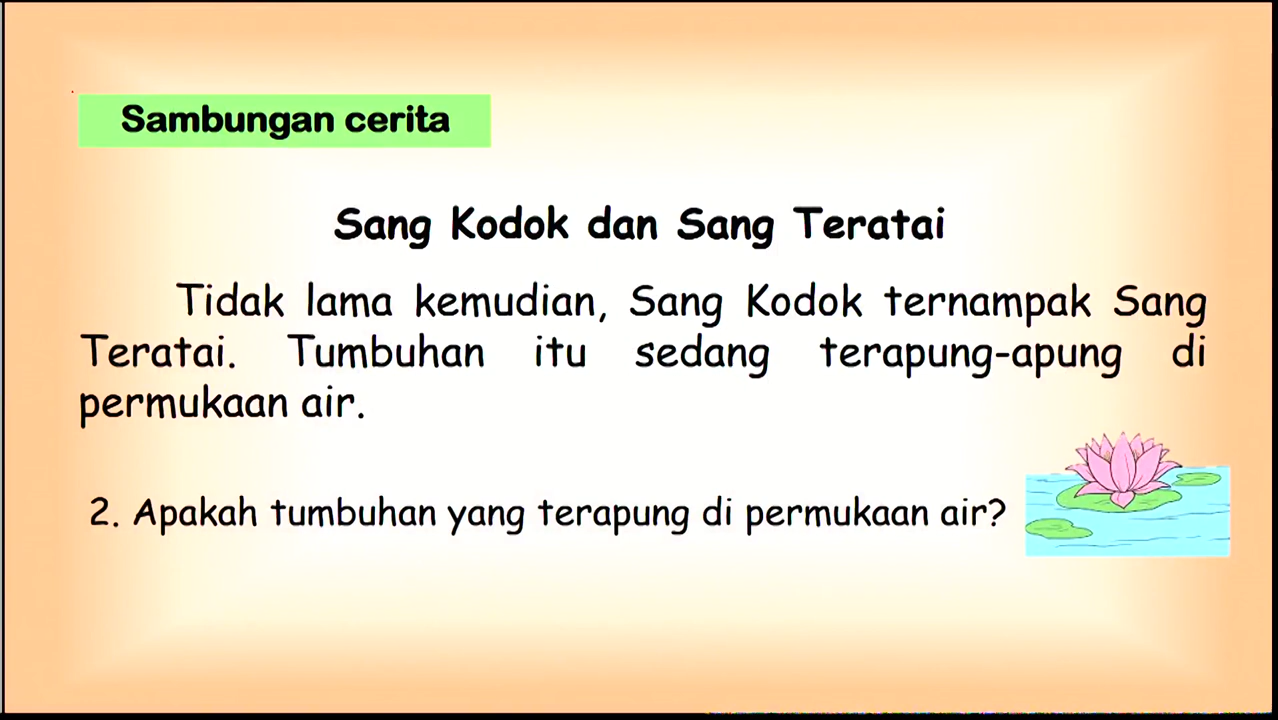 Sambungan cerita
Sang Kodok dan Sang Teratai
Tidak lama kemudian, Sang Kodok ternampak Sang
Teratai. Tumbuhan itu sedang terapung-apung di
permukaan air.
2. Apakah tumbuhan yang terapung di permukaan air?